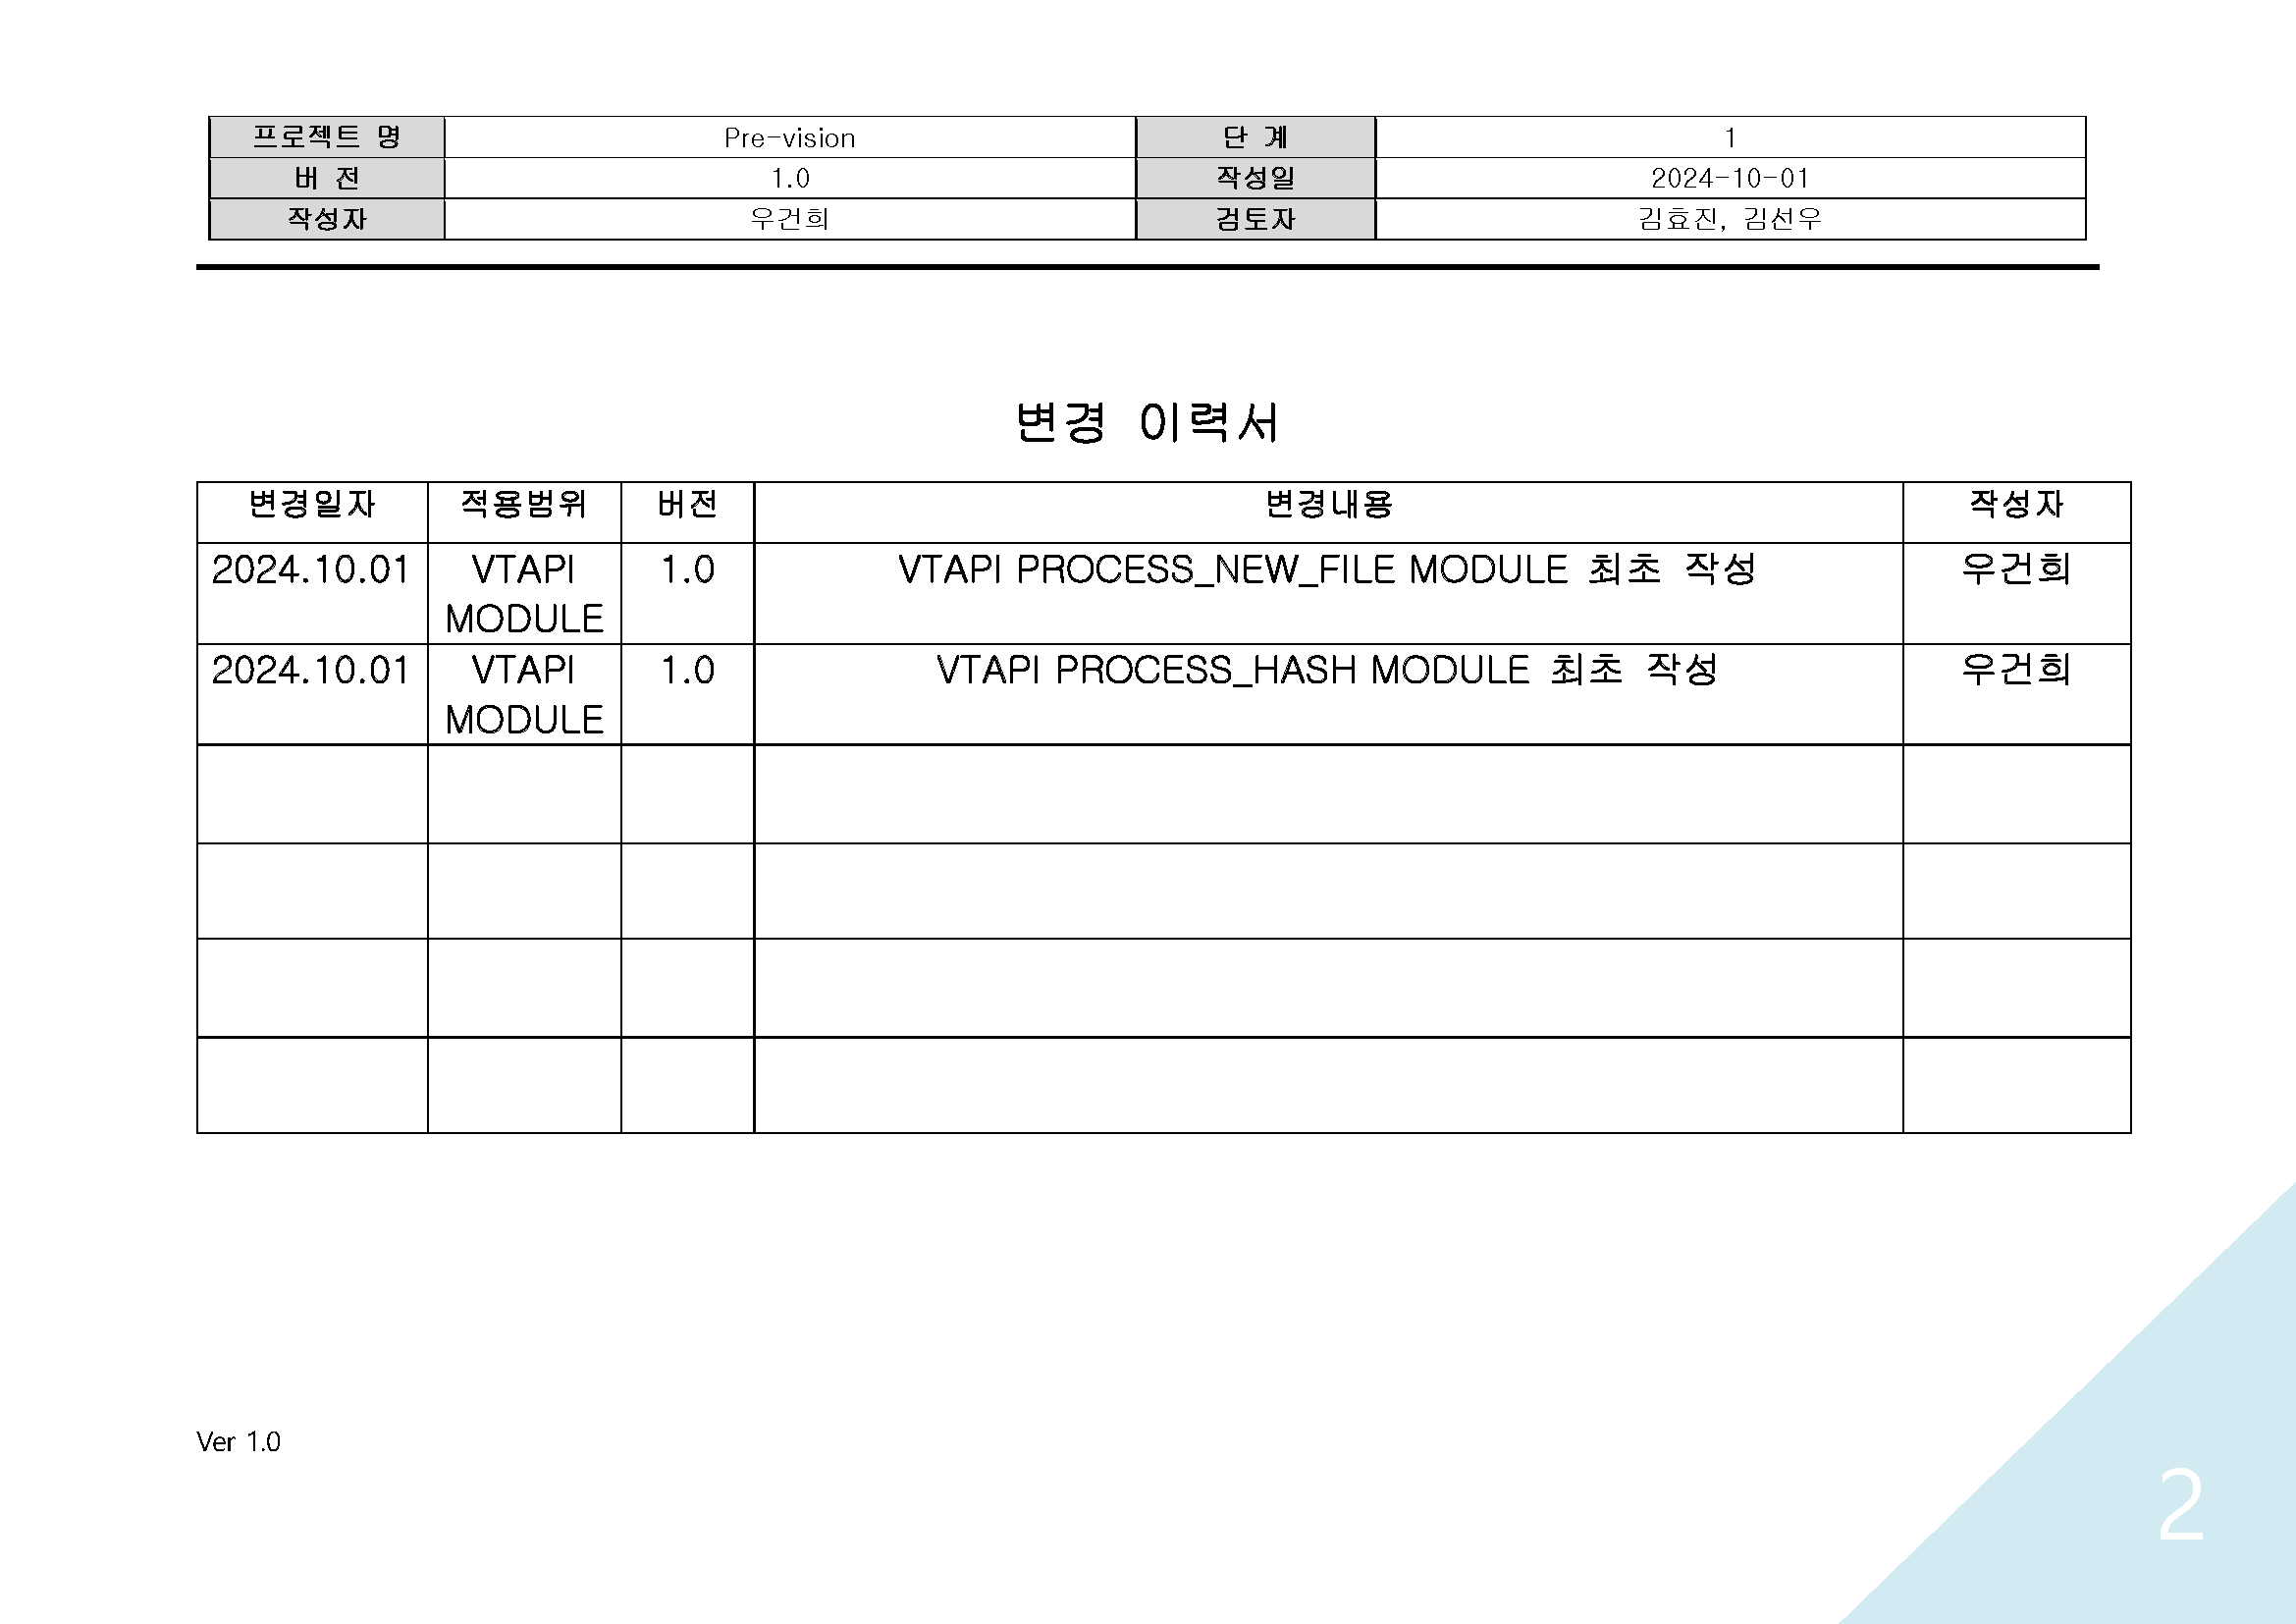 프로젝트 명 Pre-vision 단 계 1
버 전 1.0 작성일 2024-10-01
작성자 우건희 검토자 김효진, 김선우
변경 이력서
변경일자 적용범위 버전 변경내용 작성자
2024.10.01 VTAPI 1.0 VTAPI PROCESS_NEW_FILE MODULE 최초 작성 우건희
MODULE
2024.10.01 VTAPI 1.0 VTAPI PROCESS_HASH MODULE 최초 작성 우건희
MODULE
Ver 1.0
2